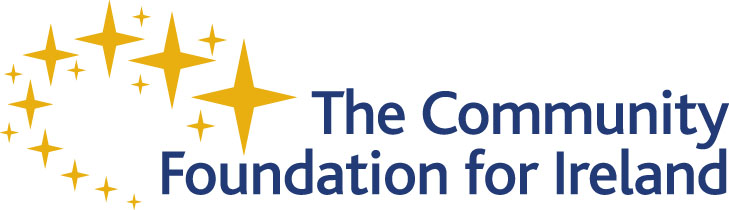 The Community
Foundation for Ireland